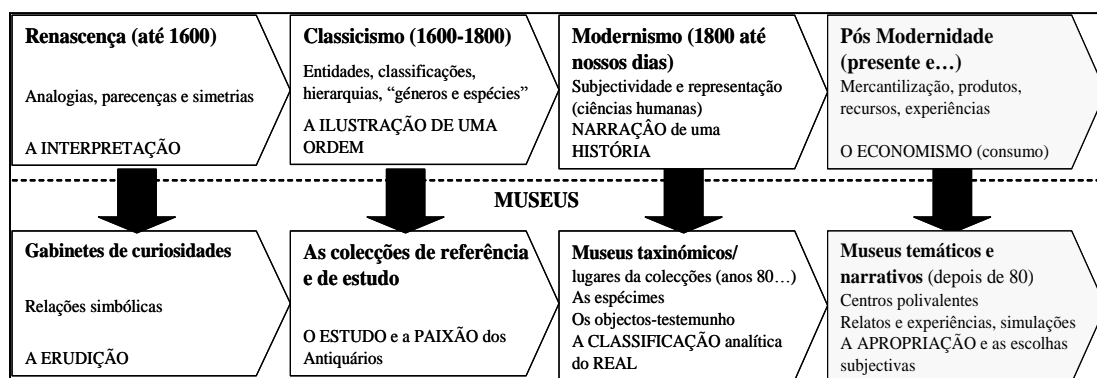 Renascença (até 1600)
Analogias, parecenças e simetrias
A INTERPRETAÇÃO
Classicismo (1600-1800)
Entidades, classificações,
hierarquias, “géneros e espécies”
A ILUSTRAÇÃO DE UMA
ORDEM
Modernismo (1800 até
nossos dias)
Subjectividade e representação
(ciências humanas)
NARRAÇÂO de uma
HISTÓRIA
Pós Modernidade
(presente e…)
Mercantilização, produtos,
recursos, experiências
O ECONOMISMO (consumo)
MUSEUS
Gabinetes de curiosidades
Relações simbólicas
A ERUDIÇÃO
As colecções de referência
e de estudo
O ESTUDO e a PAIXÃO dos
Antiquários
Museus taxinómicos/
lugares da colecções (anos 80…)
As espécimes
Os objectos-testemunho
A CLASSIFICAÇÃO analítica
do REAL
Museus temáticos e
narrativos (depois de 80)
Centros polivalentes
Relatos e experiências, simulações
A APROPRIAÇÃO e as escolhas
subjectivas